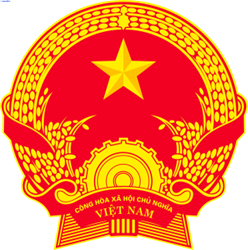 CỘNG HÒA XÃ HỘI CHỦ NGHĨA
VIỆT NAM